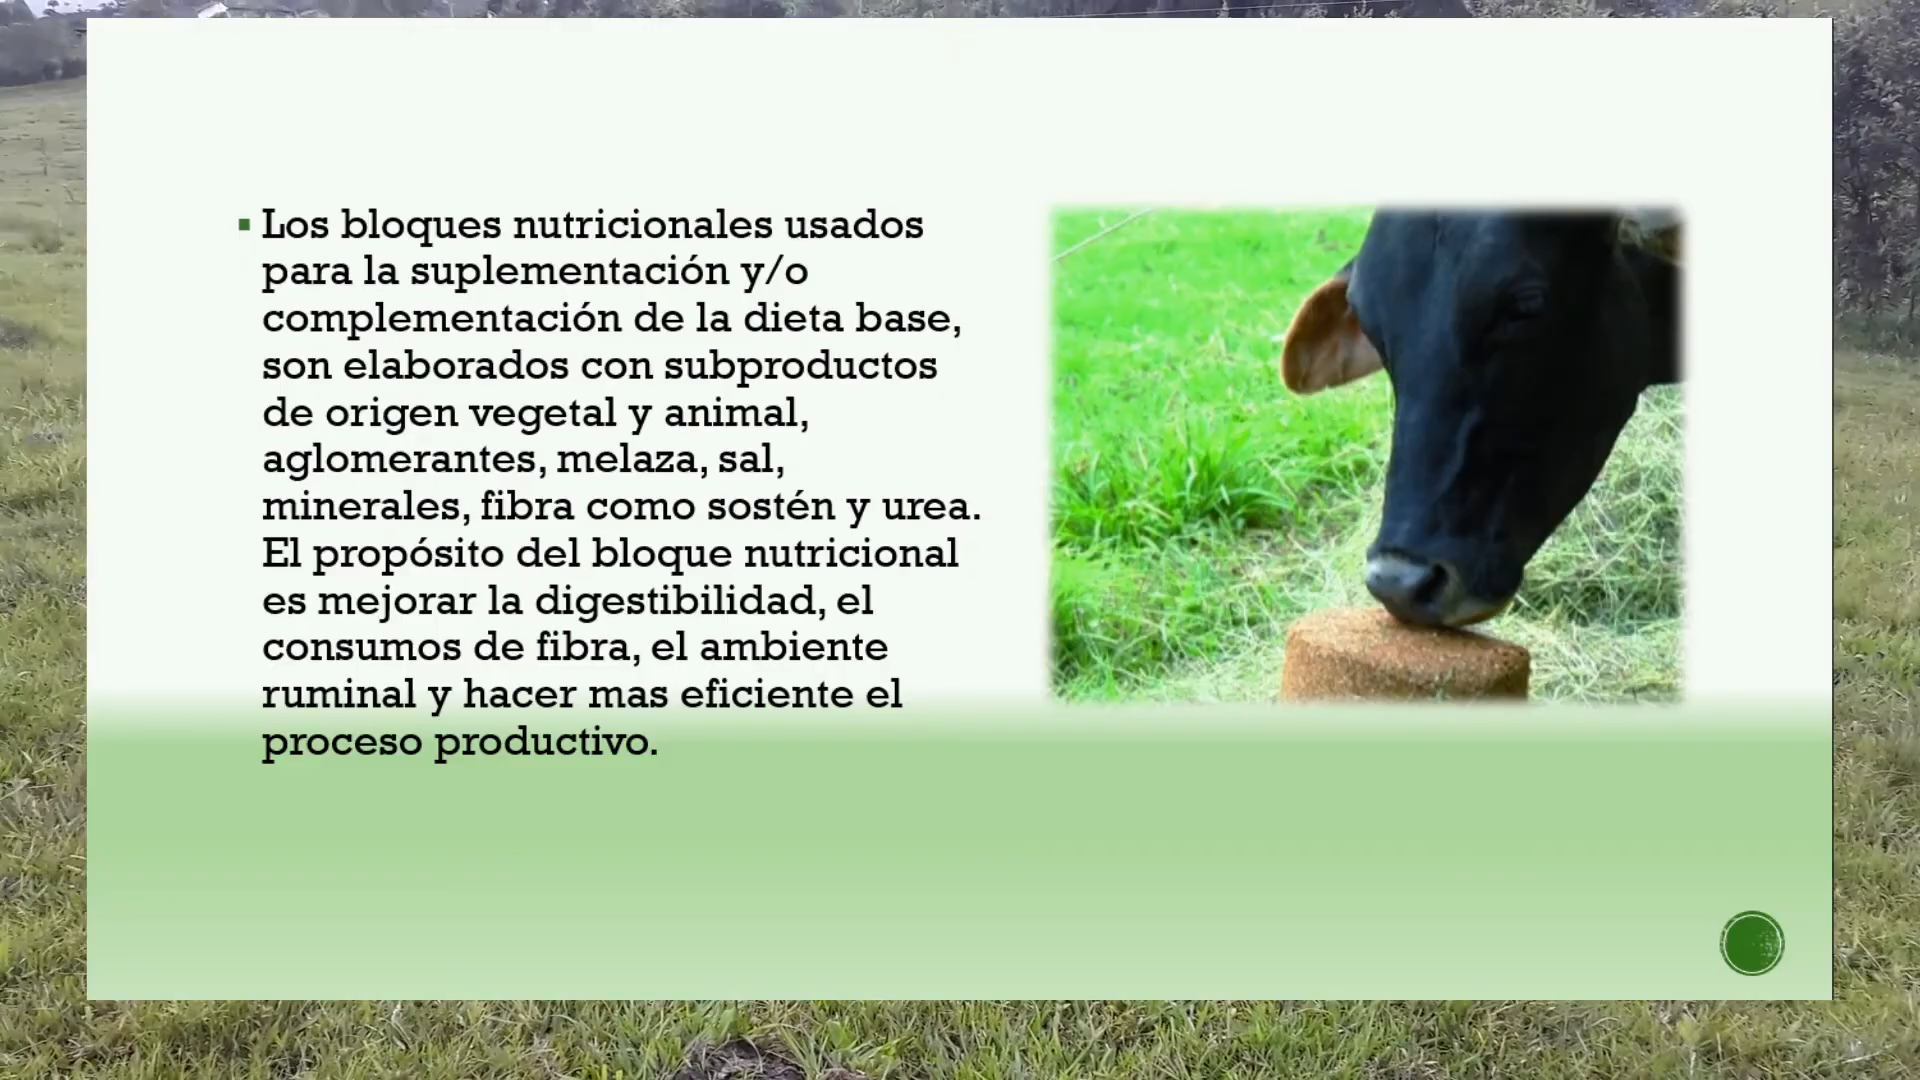 Los bloques nutricionales usados
para la suplementación y/o
complementación de la dieta base,
son elaborados con subproductos
de origen vegetal y animal,
aglomerantes, melaza, sal,
minerales, fibra como sostén y urea.
El propósito del bloque nutricional
es mejorar la digestibilidad, el
consumos de fibra, el ambiente
ruminal y hacer mas eficiente el
proceso productivo.